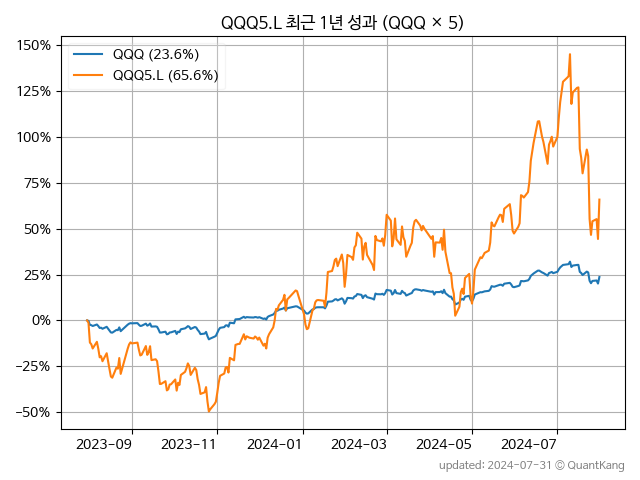 QQQ5.L 최근 1년 성과 (QQQ × 5)
QQQ (23.6%)
QQQ5.L (65.6%)
150%
125%
100%
75%
50%
25%
0%
−25%
−50%
2023−09 2023−11 2024−01 2024−03 2024−05 2024−07
updated: 2024-07-31 © QuantKang